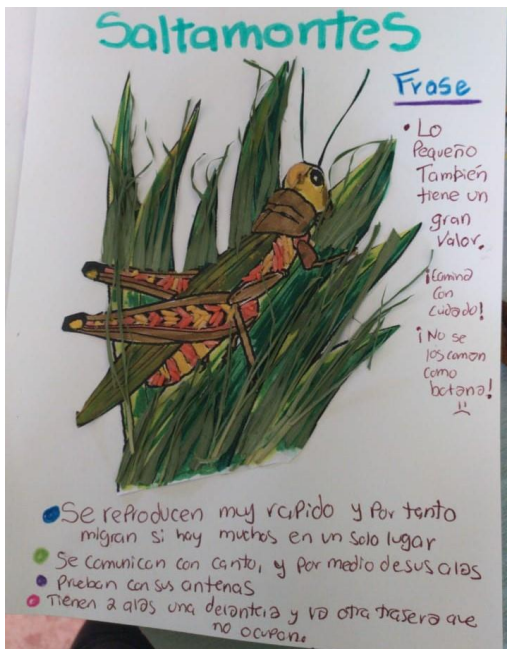 Saltamontes
Frase
• Lo
Pequeño
También
tiene un
gran
Valor.
¡Camina
con
cuidado!
¡No se
los coman
como
botana!
• Se reproducen muy rapido y por tanto
migran si hay muchos en un solo lugar
• Se comunican con canto, y por medio de sus alas
• Prueban con sus antenas
• Tienen 2 alas una delantera y otra trasera que
no ocupan.